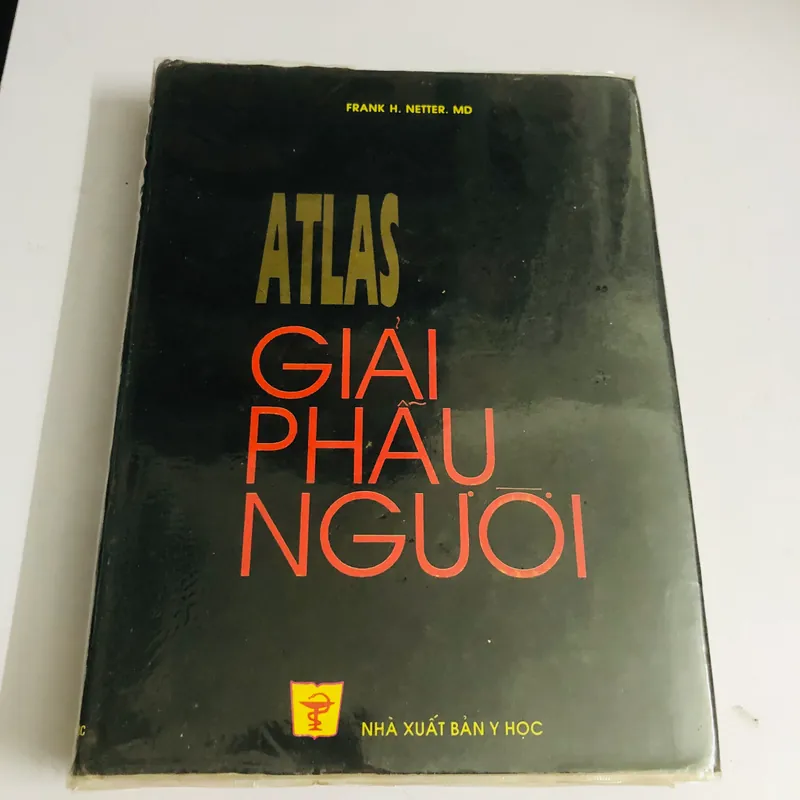 FRANK H. NETTER. MD
ATLAS
GIẢI
PHẪU
NGƯỜI
NHÀ XUẤT BẢN Y HỌC
C